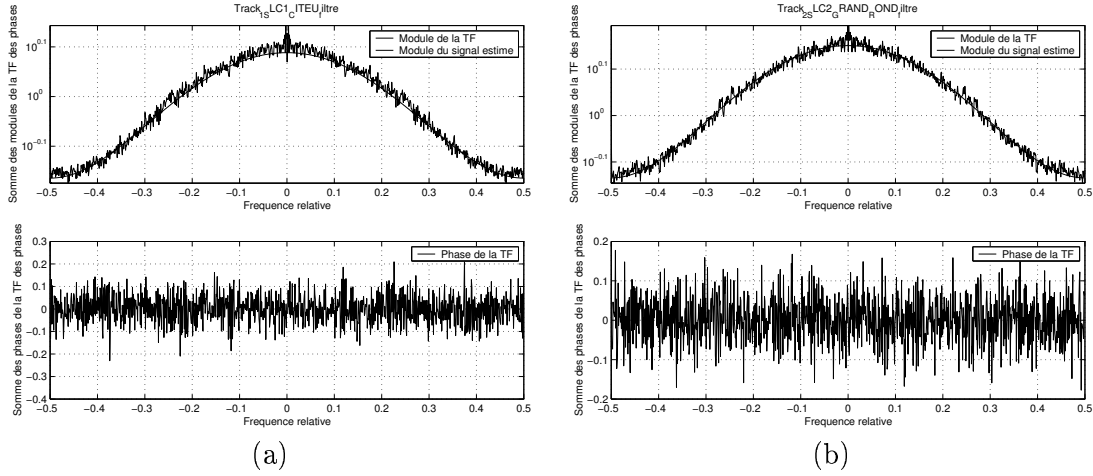 Track₁SLC1_CITEU_filtre
Somme des modules de la TF des phases
10^0.1
10^0
10^-0.1
Module de la TF
Module du signal estime
-0.5 -0.4 -0.3 -0.2 -0.1 0 0.1 0.2 0.3 0.4 0.5
Frequence relative
Somme des phases de la TF des phases
0.3
0.2
0.1
0
-0.1
-0.2
-0.3
-0.4
Phase de la TF
-0.5 -0.4 -0.3 -0.2 -0.1 0 0.1 0.2 0.3 0.4 0.5
Frequence relative
(a)
Track₂SLC2_GRAND_ROND_filtre
Somme des modules de la TF des phases
10^0.1
10^0
10^-0.1
Module de la TF
Module du signal estime
-0.5 -0.4 -0.3 -0.2 -0.1 0 0.1 0.2 0.3 0.4 0.5
Frequence relative
Somme des phases de la TF des phases
0.2
0.1
0
-0.1
-0.2
Phase de la TF
-0.5 -0.4 -0.3 -0.2 -0.1 0 0.1 0.2 0.3 0.4 0.5
Frequence relative
(b)